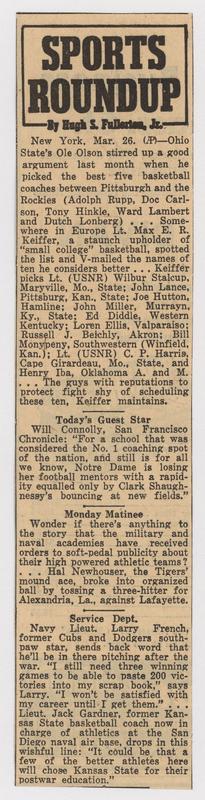 SPORTS
ROUNDUP
By Hugh S. Fullerton, Jr.
New York, Mar. 26. (/P)—Ohio
State's Ole Olson stirred up a good
argument last month when he
picked the best five basketball
coaches between Pittsburgh and the
Rockies (Adolph Rupp, Doc Carl-
son, Tony Hinkle, Ward Lambert
and Dutch Lonberg) . . . . Some-
where in Europe Lt. Max E. R.
Keiffer, a staunch upholder of
"small college" basketball, spotted
the list and V-mailed the names of
ten he considers better . . . Keiffer
picks Lt. (USNR) Wilbur Stalcup,
Maryville, Mo., State; John Lance,
Pittsburg, Kan., State; Joe Hutton,
Hamline; John Miller, Murrayn,
Ky., State; Ed Diddle, Western
Kentucky; Loren Ellis, Valparaiso;
Russell J. Beichly, Akron; Bill
Monypeny, Southwestern (Winfield,
Kan.); Lt. (USNR) C. P. Harris,
Cape Girardeau, Mo., State, and
Henry Iba, Oklahoma A. and M.
. . . The guys with reputations to
protect fight shy of scheduling
these ten, Keiffer maintains.
Today's Guest Star
Will Connolly, San Francisco
Chronicle: "For a school that was
considered the No. 1 coaching spot
of the nation, and still is for all
we know, Notre Dame is losing
her football mentors with a rapid-
ity equalled only by Clark Shaugh-
nessy's bouncing at new fields."
Monday Matinee
Wonder if there's anything to
the story that the military and
naval academies have received
orders to soft-pedal publicity about
their high powered athletic teams?
. . . Hal Newhouser, the Tigers'
mound ace, broke into organized
ball by tossing a three-hitter for
Alexandria, La., against Lafayette.
Service Dept.
Navy Lieut. Larry French,
former Cubs and Dodgers south-
paw star, sends back word that
he'll be in there pitching after the
war. "I still need three winning
games to be able to paste 200 vic-
tories into my scrap book," says
Larry. "I won't be satisfied with
my career until I get them." . . .
Lieut. Jack Gardner, former Kan-
sas State basketball coach now in
charge of athletics at the San
Diego naval air base, drops in this
wishful line: "It could be that a
few of the better athletes here
will chose Kansas State for their
postwar education."